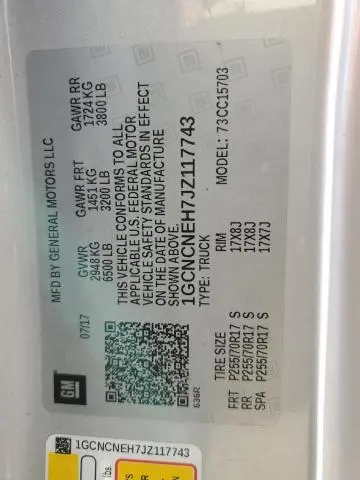 MFD BY GENERAL MOTORS LLC
07/17
GVWR
2948KG
6500 LB
GAWR FRT
1451 KG
3200 LB
GAWR RR
1724 KG
3800 LB
THIS VEHICLE CONFORMS TO ALL
APPLICABLE U.S. FEDERAL MOTOR
VEHICLE SAFETY STANDARDS IN EFFECT
ON THE DATE OF MANUFACTURE
SHOWN ABOVE.
1GCNCNEH7JZ117743
TYPE: TRUCK
MODEL: 73CC15703
GM
636R
TIRE SIZE RIM
FRT P255/70R17 S 17X8J
RR P255/70R17 S 17X8J
SPA P255/70R17 S 17X7J
1GCNCNEH7JZ117743
lbs.